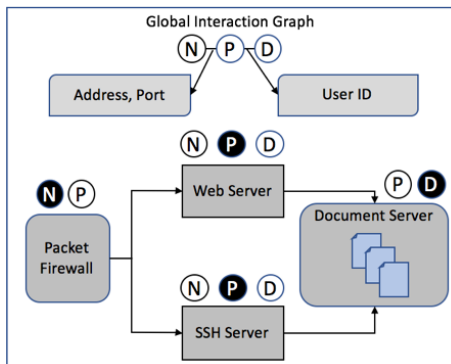 Global Interaction Graph
N P D
Address, Port
User ID
N P D
Web Server
N P
Packet
Firewall
P D
Document Server
N P D
SSH Server